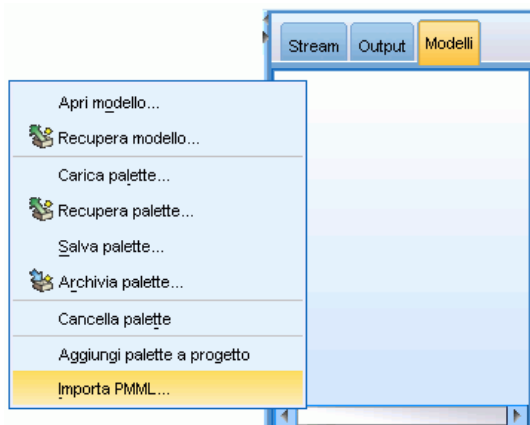 Stream Output Modelli
Apri modello...
Recupera modello...
Carica palette...
Recupera palette...
Salva palette...
Archivia palette...
Cancella palette
Aggiungi palette a progetto
Importa PMML...